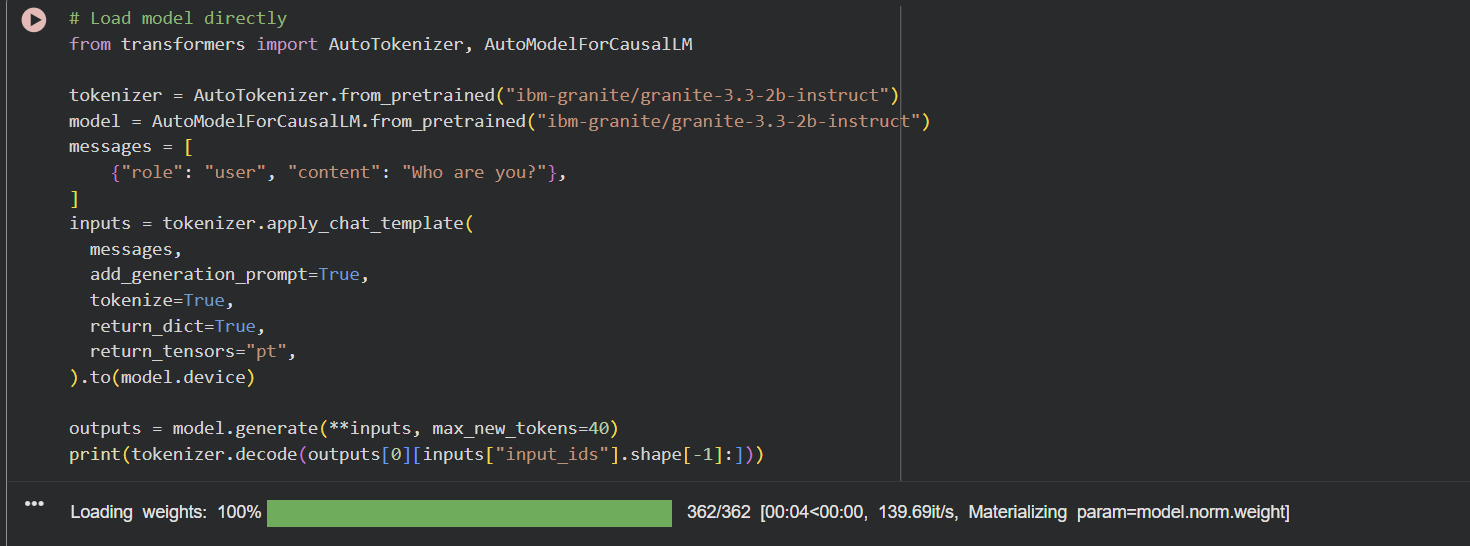 # Load model directly
from transformers import AutoTokenizer, AutoModelForCausalLM

tokenizer = AutoTokenizer.from_pretrained("ibm-granite/granite-3.3-2b-instruct")
model = AutoModelForCausalLM.from_pretrained("ibm-granite/granite-3.3-2b-instruct")
messages = [
    {"role": "user", "content": "Who are you?"},
]
inputs = tokenizer.apply_chat_template(
  messages,
  add_generation_prompt=True,
  tokenize=True,
  return_dict=True,
  return_tensors="pt",
).to(model.device)

outputs = model.generate(**inputs, max_new_tokens=40)
print(tokenizer.decode(outputs[0][inputs["input_ids"].shape[-1]:]))
Loading weights: 100% 362/362 [00:04<00:00, 139.69it/s, Materializing param=model.norm.weight]